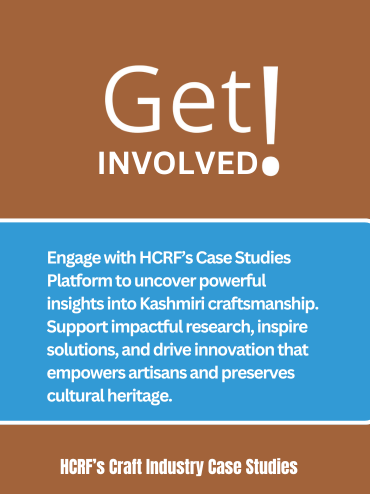 Get!
INVOLVED
Engage with HCRF’s Case Studies
Platform to uncover powerful
insights into Kashmiri craftsmanship.
Support impactful research, inspire
solutions, and drive innovation that
empowers artisans and preserves
cultural heritage.
HCRF’s Craft Industry Case Studies